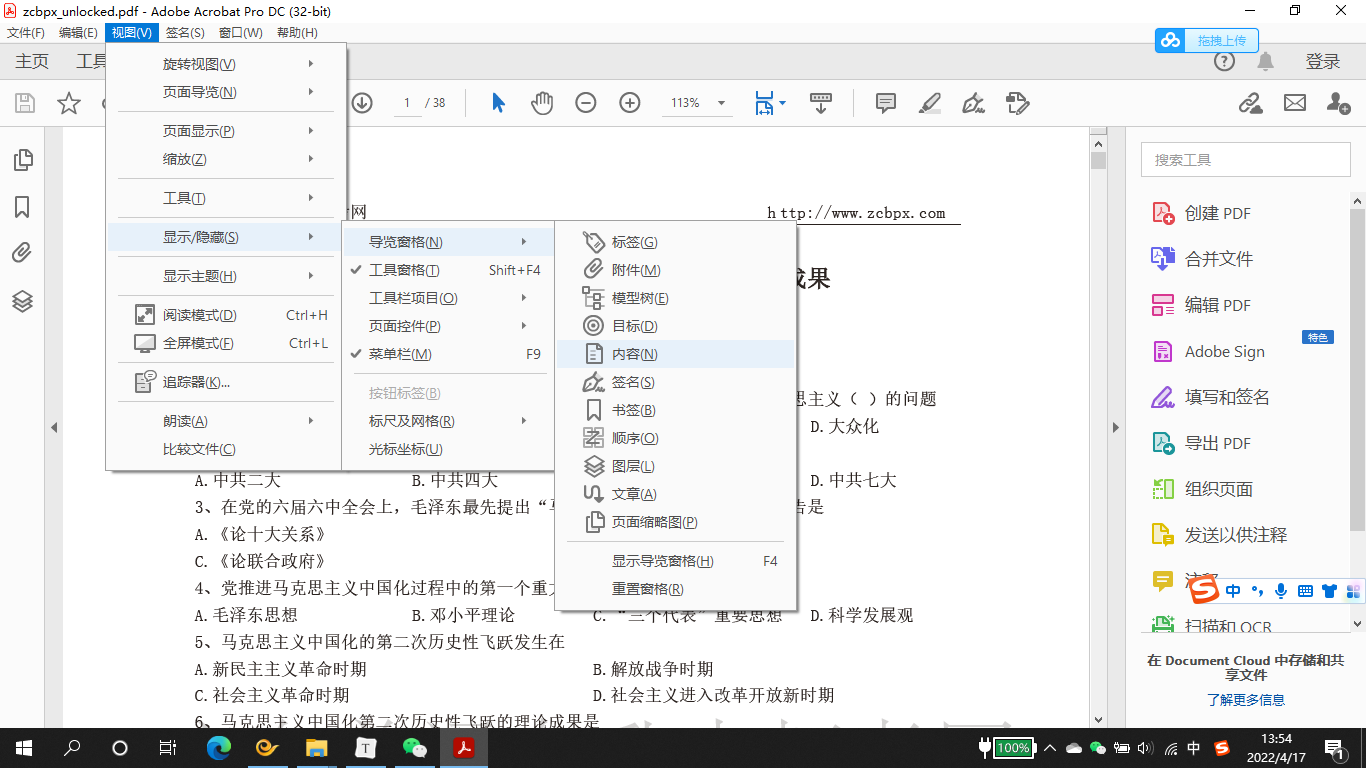 zcbpx_unlocked.pdf - Adobe Acrobat Pro DC (32-bit)
文件(F) 编辑(E) 视图(V) 签名(S) 窗口(W) 帮助(H)
拖拽上传
主页 工具
登录
1 / 38
113%
旋转视图(V)
页面导览(N)
页面显示(P)
缩放(Z)
工具(T)
显示/隐藏(S)
显示主题(H)
阅读模式(D) Ctrl+H
全屏模式(F) Ctrl+L
追踪器(K)...
朗读(A)
比较文件(C)
导览窗格(N)
工具窗格(T) Shift+F4
工具栏项目(O)
页面控件(P)
菜单栏(M) F9
按钮标签(B)
标尺及网格(R)
光标坐标(U)
标签(G)
附件(M)
模型树(E)
目标(D)
内容(N)
签名(S)
书签(B)
顺序(O)
图层(L)
文章(A)
页面缩略图(P)
显示导览窗格(H) F4
重置窗格(R)
网 http://www.zcbpx.com
成果
思主义（ ）的问题
D.大众化
A.中共二大 B.中共四大 D.中共七大
3、在党的六届六中全会上，毛泽东最先提出“ 告是
A.《论十大关系》
C.《论联合政府》
4、党推进马克思主义中国化过程中的第一个重
A.毛泽东思想 B.邓小平理论 C.“三个代表”重要思想 D.科学发展观
5、马克思主义中国化的第二次历史性飞跃发生在
A.新民主主义革命时期 B.解放战争时期
C.社会主义革命时期 D.社会主义进入改革开放新时期
6、马克思主义中国化第二次历史性飞跃的理论成果是
搜索工具
创建 PDF
合并文件
编辑 PDF
特色
Adobe Sign
填写和签名
导出 PDF
组织页面
发送以供注释
注释
中
扫描和 OCR
在 Document Cloud 中存储和共
享文件
了解更多信息
T
100%
中
13:54
2022/4/17
1